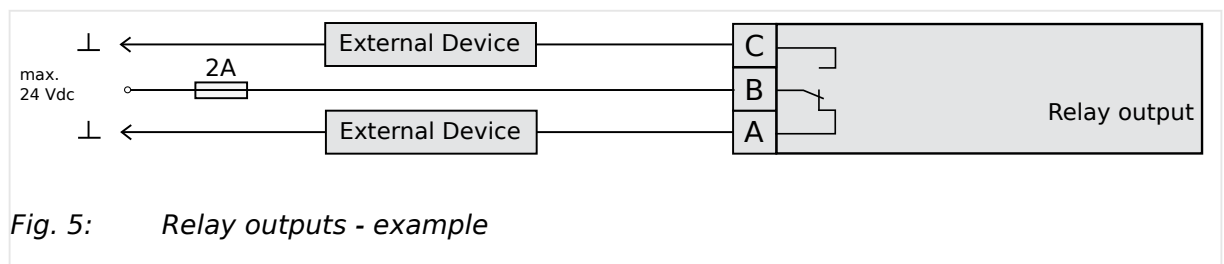 External Device
C
2A
max.
24 Vdc
B
Relay output
External Device
A
Fig. 5: Relay outputs - example